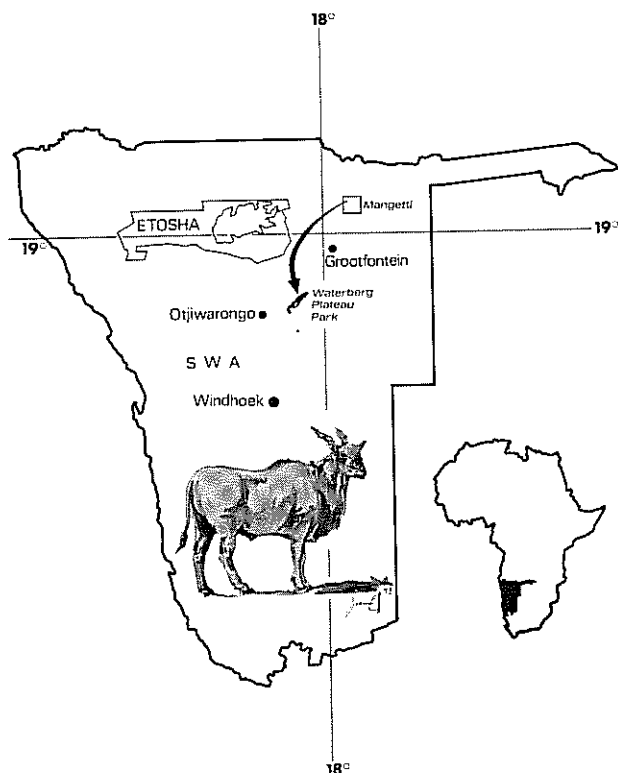 18°
Mangetti
ETOSHA
19°
19°
Grootfontein
Waterberg
Plateau
Park
Otjiwarongo
S W A
Windhoek
18°